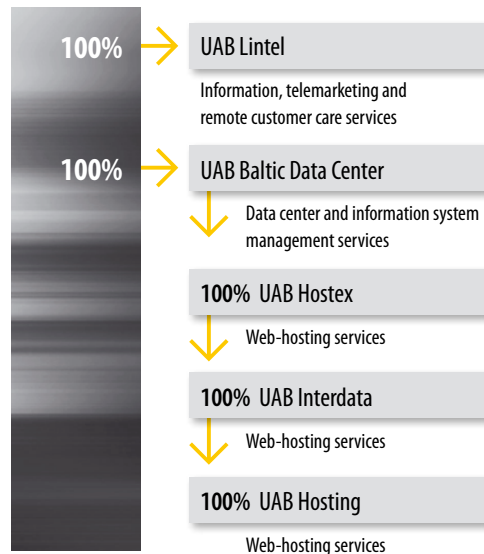 100% UAB Lintel
Information, telemarketing and
remote customer care services
100% UAB Baltic Data Center
Data center and information system
management services
100% UAB Hostex
Web-hosting services
100% UAB Interdata
Web-hosting services
100% UAB Hosting
Web-hosting services